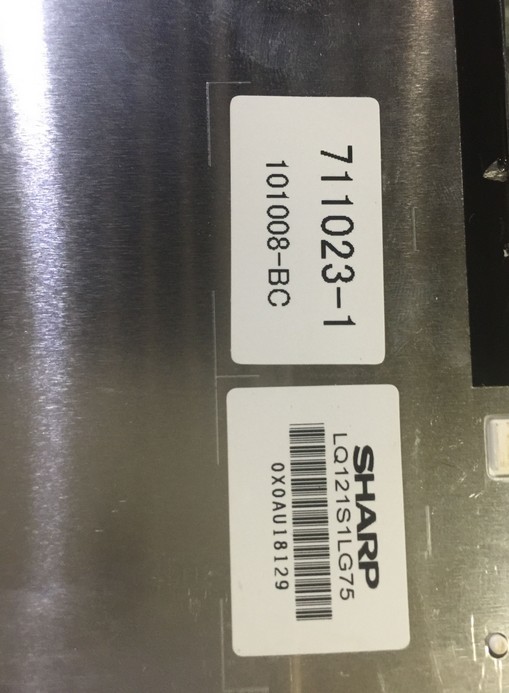 711023-1
101008-BC
SHARP
LQ121S1LG75
0X0AU18129